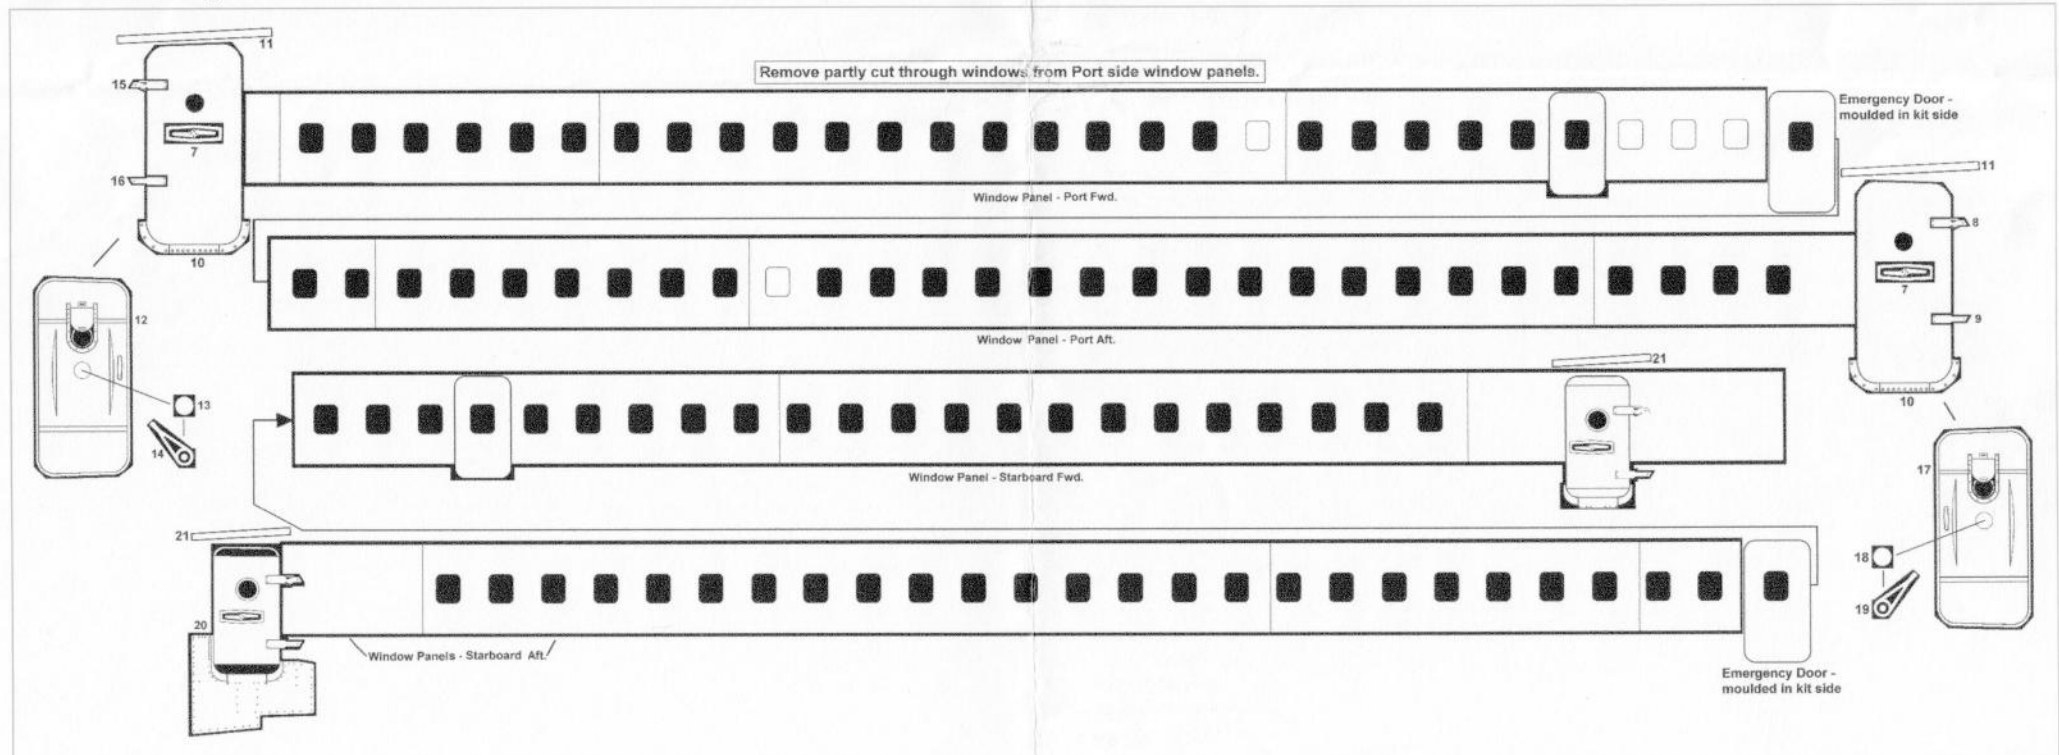 11
15
Remove partly cut through windows from Port side window panels.
Emergency Door -
moulded in kit side
7
16
11
Window Panel - Port Fwd.
8
10
7
12
9
Window Panel - Port Aft.
21
13
10
14
17
Window Panel - Starboard Fwd.
21
18
19
20
Window Panels - Starboard Aft.
Emergency Door -
moulded in kit side